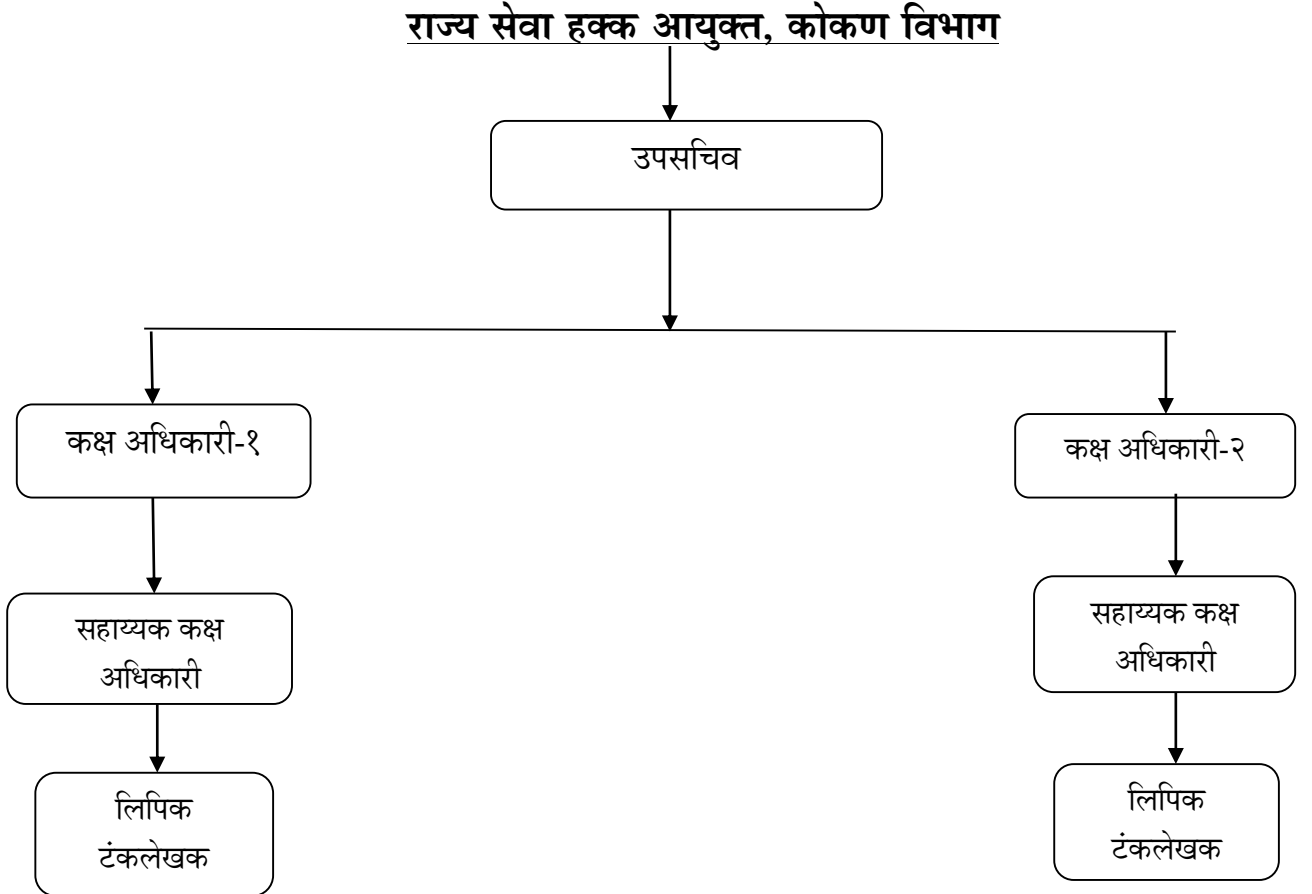 राज्य सेवा हक्क आयुक्त, कोकण विभाग
उपसचिव
कक्ष अधिकारी-१
कक्ष अधिकारी-२
सहाय्यक कक्ष
अधिकारी
सहाय्यक कक्ष
अधिकारी
लिपिक
टंकलेखक
लिपिक
टंकलेखक